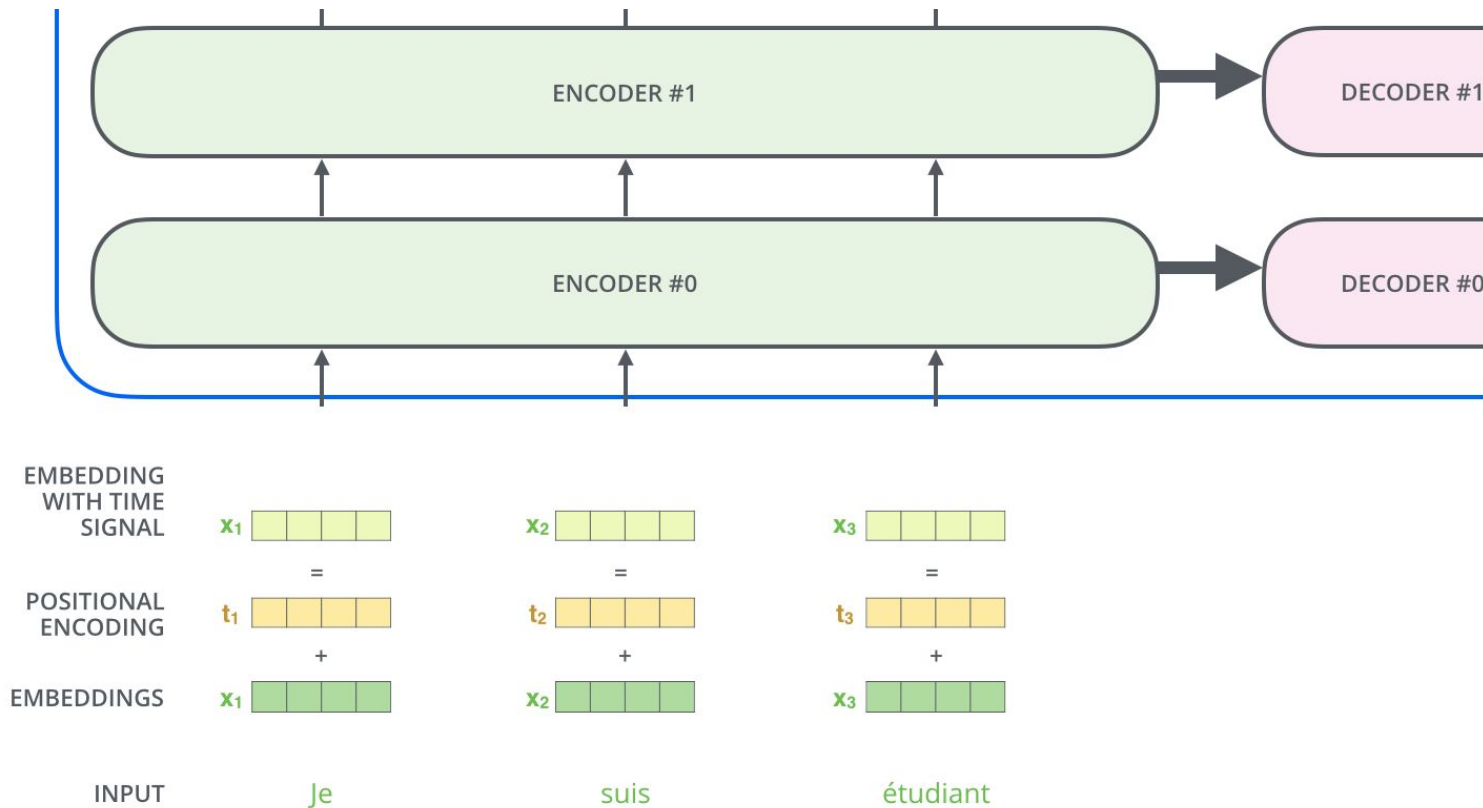 ENCODER #1
DECODER #1
ENCODER #0
DECODER #0
EMBEDDING
WITH TIME
SIGNAL
x₁ x₂ x₃
= = =
POSITIONAL
ENCODING
t₁ t₂ t₃
+ + +
EMBEDDINGS x₁ x₂ x₃
INPUT Je suis étudiant